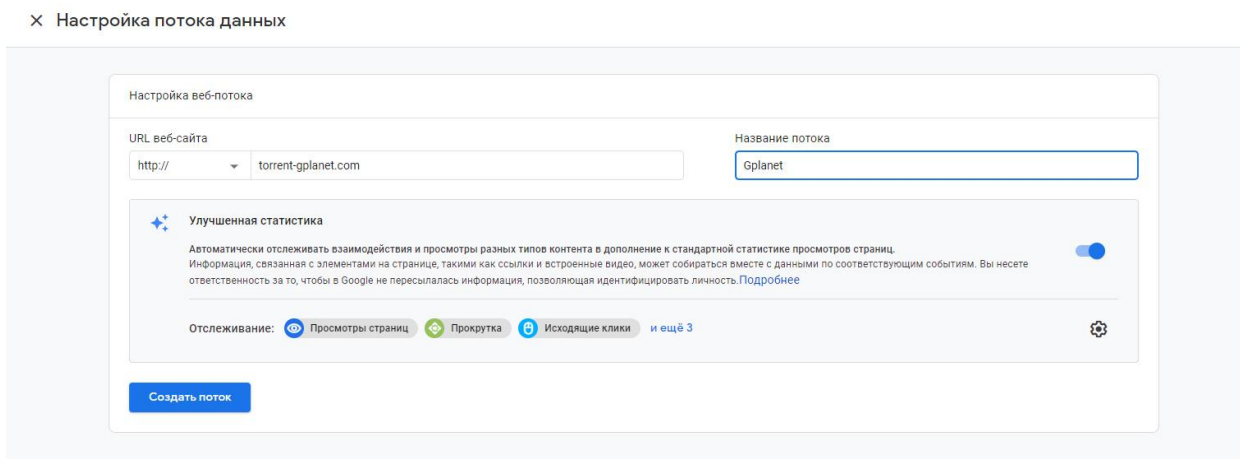 Настройка потока данных
Настройка веб-потока
URL веб-сайта
Название потока
http://
torrent-gplanet.com
Gplanet
Улучшенная статистика
Автоматически отслеживать взаимодействия и просмотры разных типов контента в дополнение к стандартной статистике просмотров страниц.
Информация, связанная с элементами на странице, такими как ссылки и встроенные видео, может собираться вместе с данными по соответствующим событиям. Вы несете
ответственность за то, чтобы в Google не пересылалась информация, позволяющая идентифицировать личность.Подробнее
Отслеживание: Просмотры страниц Прокрутка Исходящие клики и ещё 3
Создать поток